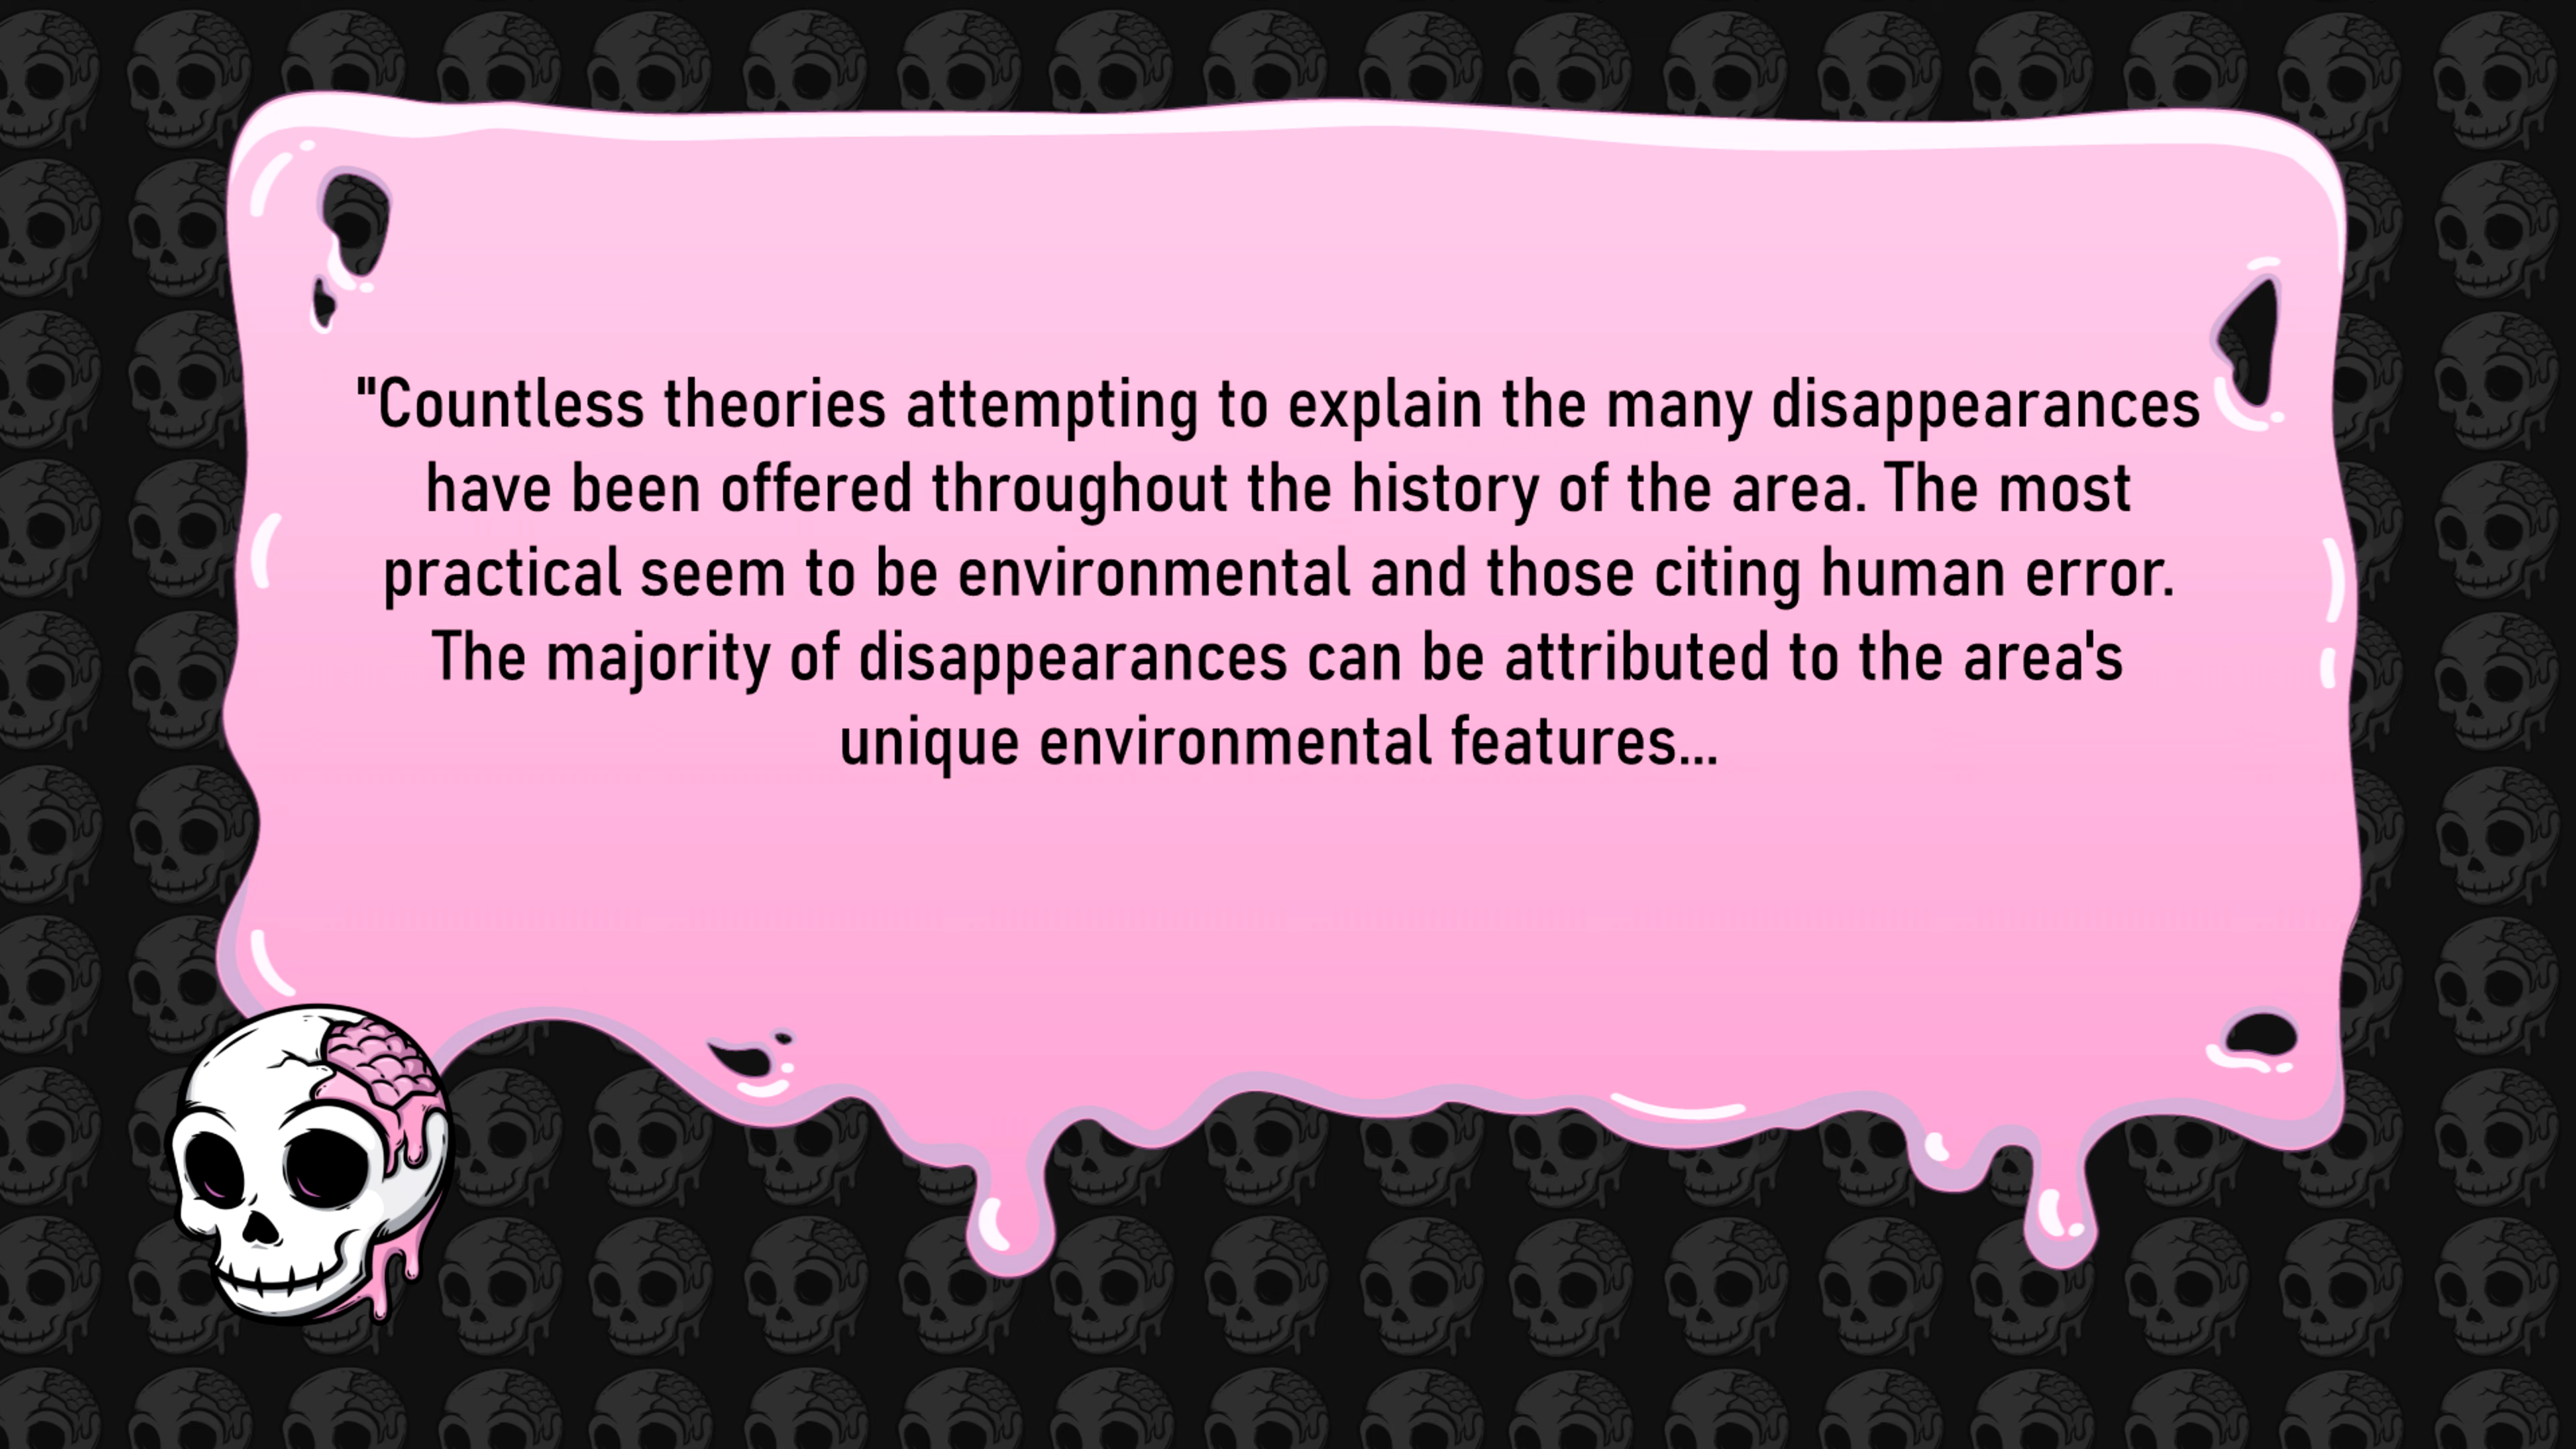 "Countless theories attempting to explain the many disappearances
have been offered throughout the history of the area. The most
practical seem to be environmental and those citing human error.
The majority of disappearances can be attributed to the area's
unique environmental features...